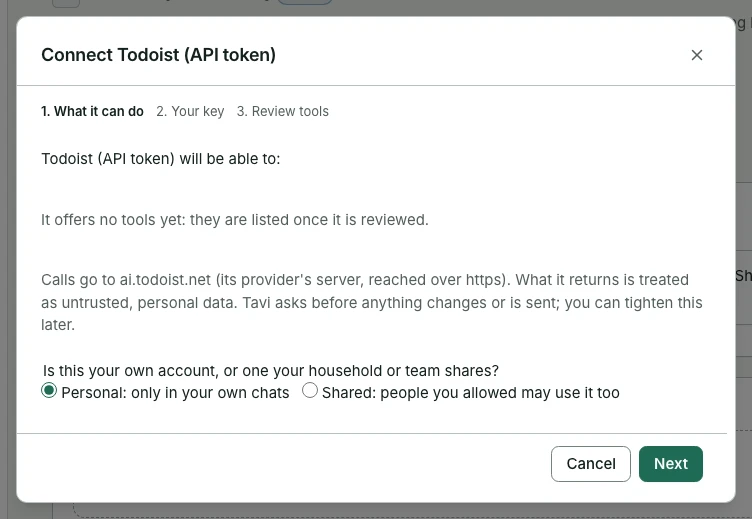 Connect Todoist (API token)
1. What it can do 2. Your key 3. Review tools
Todoist (API token) will be able to:
It offers no tools yet: they are listed once it is reviewed.
Calls go to ai.todoist.net (its provider's server, reached over https). What it returns is treated
as untrusted, personal data. Tavi asks before anything changes or is sent; you can tighten this
later.
Is this your own account, or one your household or team shares?
Personal: only in your own chats Shared: people you allowed may use it too
Cancel Next